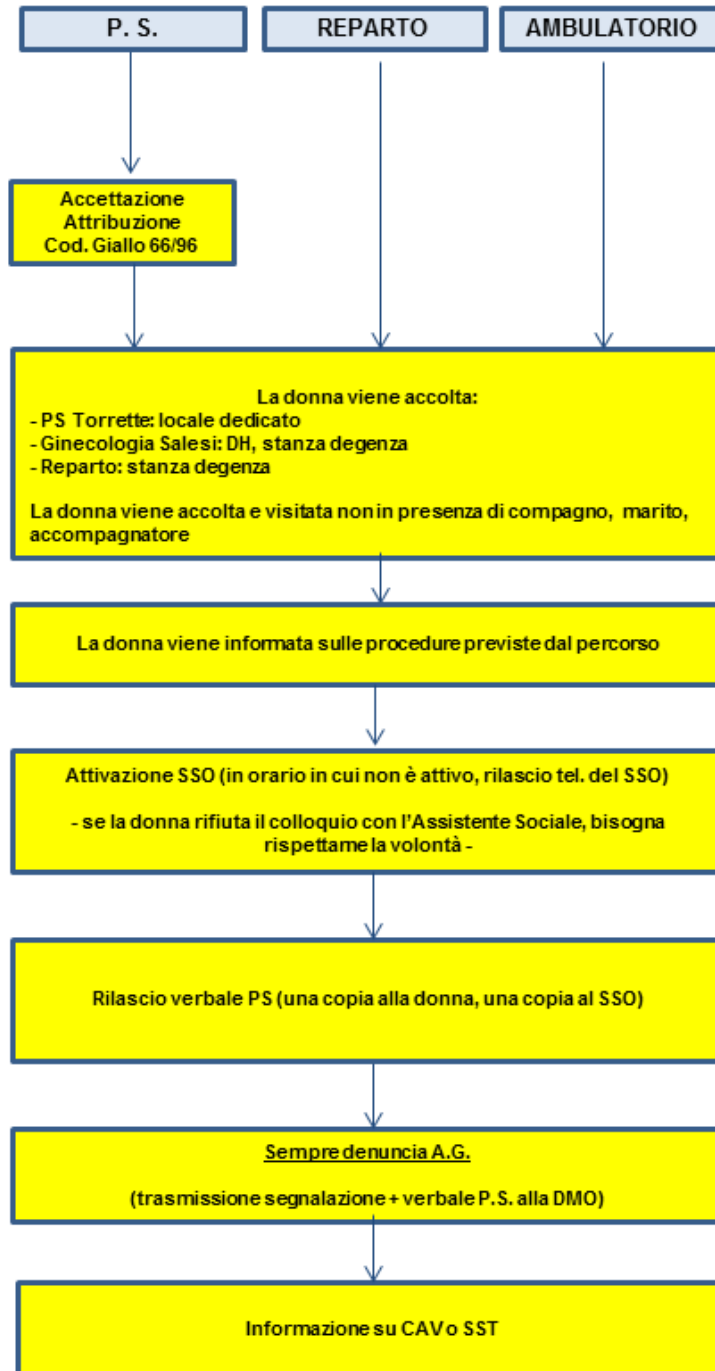 P. S.
REPARTO
AMBULATORIO
Accettazione
Attribuzione
Cod. Giallo 66/96
La donna viene accolta:
- PS Torrette: locale dedicato
- Ginecologia Salesi: DH, stanza degenza
- Reparto: stanza degenza
La donna viene accolta e visitata non in presenza di compagno, marito,
accompagnatore
La donna viene informata sulle procedure previste dal percorso
Attivazione SSO (in orario in cui non è attivo, rilascio tel. del SSO)
- se la donna rifiuta il colloquio con l'Assistente Sociale, bisogna
rispettarne la volontà -
Rilascio verbale PS (una copia alla donna, una copia al SSO)
Sempre denuncia A.G.
(trasmissione segnalazione + verbale P.S. alla DMO)
Informazione su CAV o SST